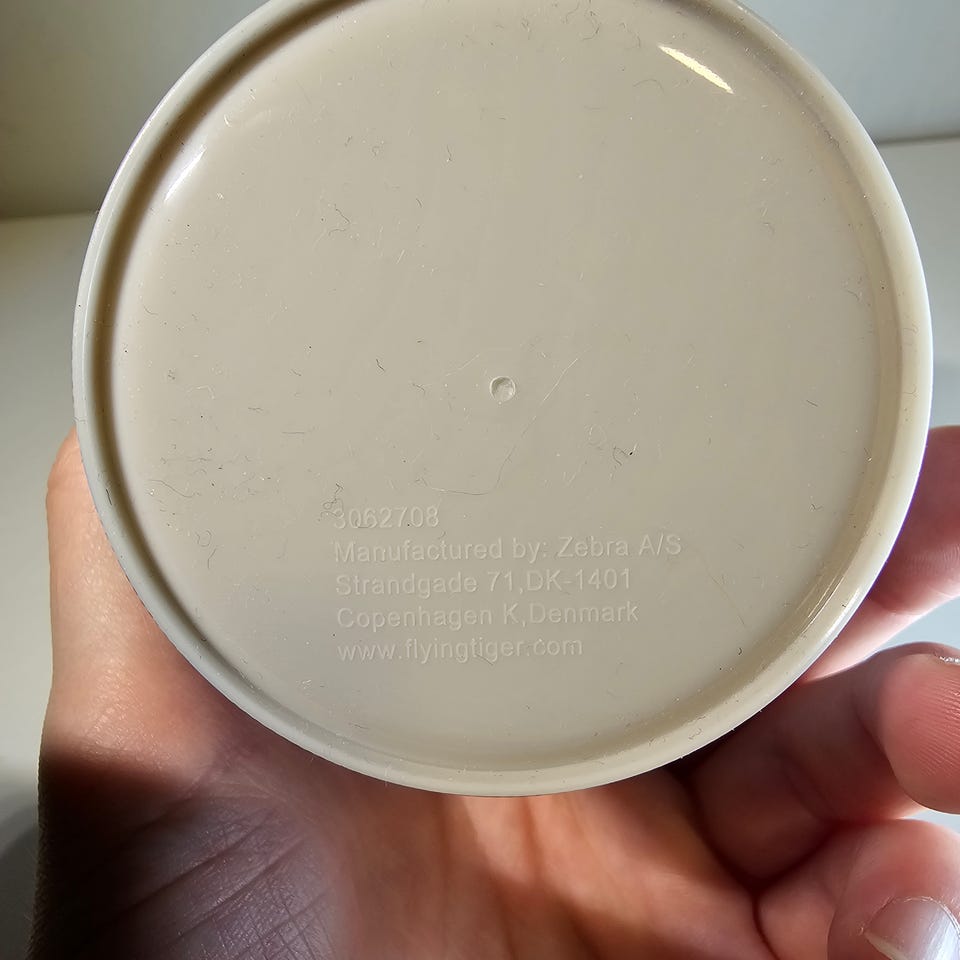 3062708
Manufactured by: Zebra A/S
Strandgade 71,DK-1401
Copenhagen K,Denmark
www.flyingtiger.com